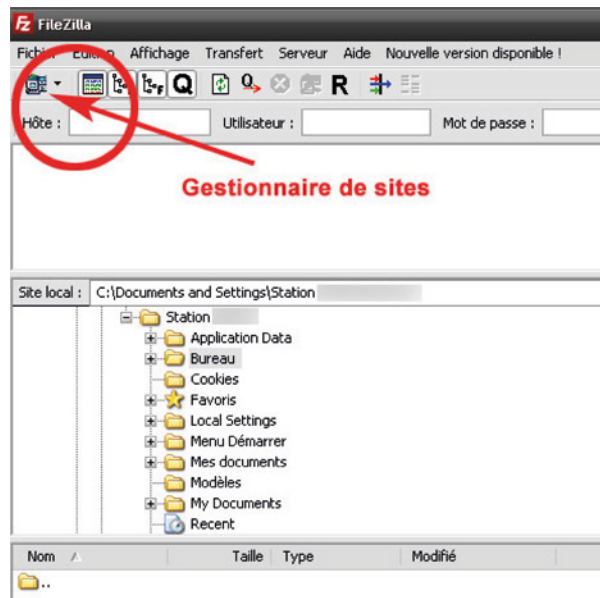 FileZilla
Fichier Edition Affichage Transfert Serveur Aide Nouvelle version disponible !
Q R
Hôte : Utilisateur : Mot de passe :
Gestionnaire de sites
Site local : C:\Documents and Settings\Station
Station
Application Data
Bureau
Cookies
Favoris
Local Settings
Menu Démarrer
Mes documents
Modèles
My Documents
Recent
Nom Taille Type Modifié
..